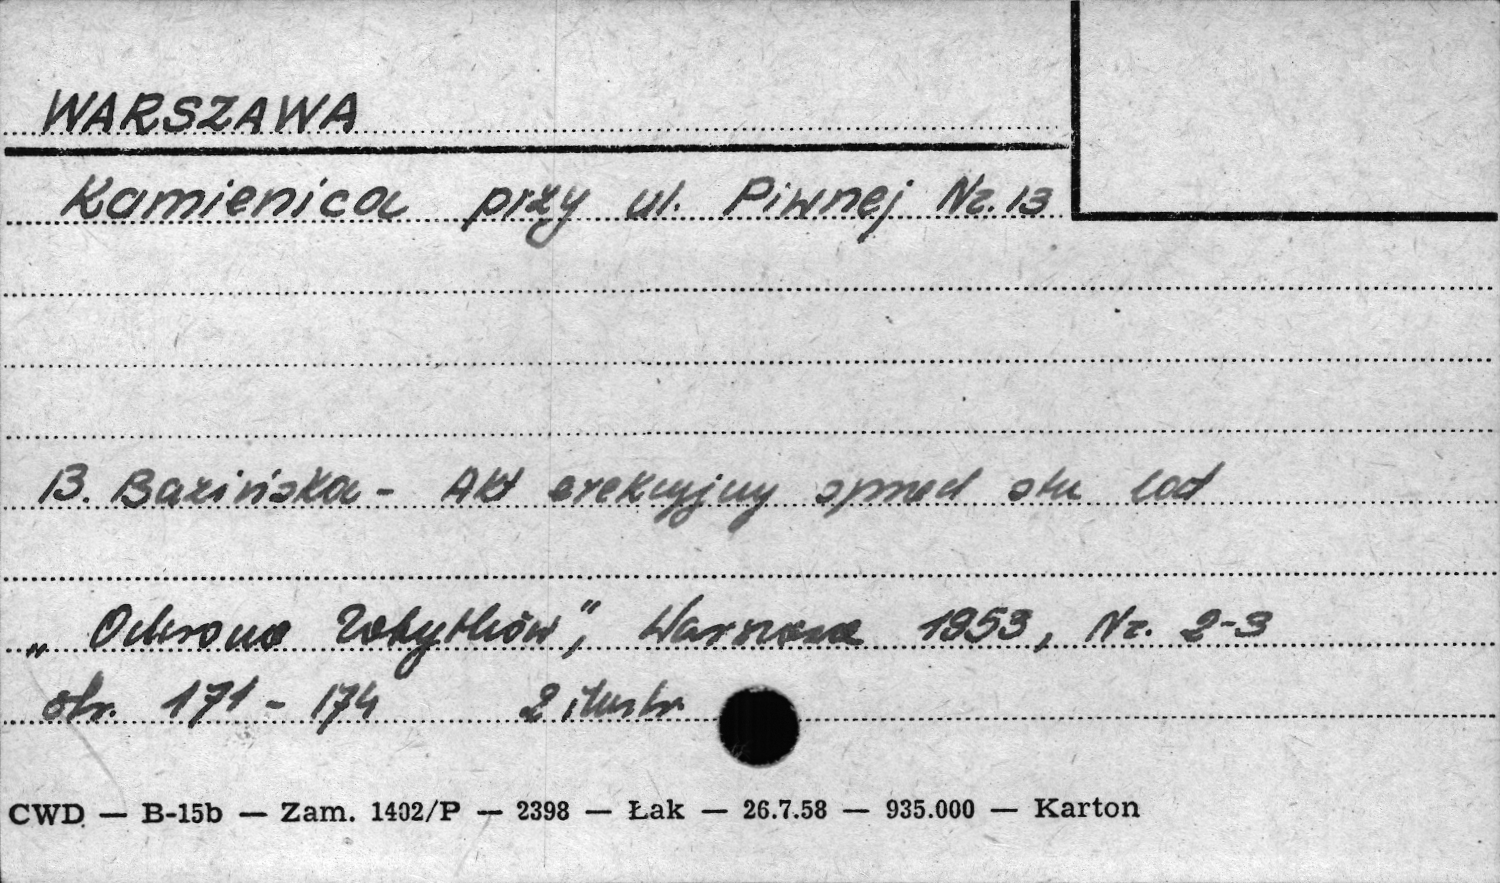 WARSZAWA
Kamienica przy ul. Piwnej Nr. 13
B. Bazińska - Akt erekcyjny sprzed stu lat
„Ochrona Zabytków", Warszawa 1953, Nr. 2-3
str. 171 - 174 2 ilustr.
CWD — B-15b — Zam. 1402/P — 2398 — Łak — 26.7.58 — 935.000 — Karton